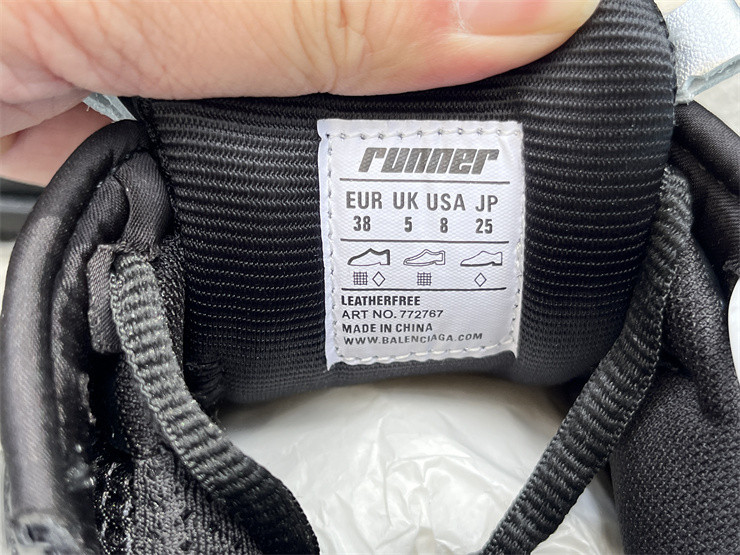 runner
EUR UK USA JP
38 5 8 25
LEATHERFREE
ART NO. 772767
MADE IN CHINA
WWW.BALENCIAGA.COM